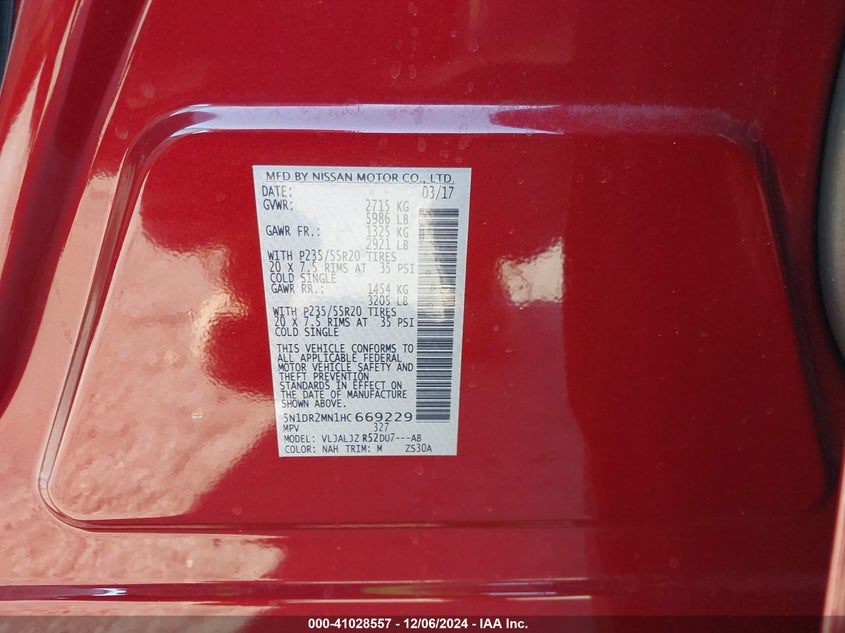 MFD BY NISSAN MOTOR CO., LTD.
DATE: 03/17
GVWR: 2715 KG
5986 LB
GAWR FR.: 1325 KG
2921 LB
WITH P235/55R20 TIRES
20 X 7.5 RIMS AT 35 PSI
COLD SINGLE
GAWR RR.: 1454 KG
3205 LB
WITH P235/55R20 TIRES
20 X 7.5 RIMS AT 35 PSI
COLD SINGLE
THIS VEHICLE CONFORMS TO
ALL APPLICABLE FEDERAL
MOTOR VEHICLE SAFETY AND
THEFT PREVENTION
STANDARDS IN EFFECT ON
THE DATE OF MANUFACTURE
SHOWN ABOVE.
5N1DR2MN1HC669229
MPV 327
MODEL: VLJALJZ R52DU7---AB
COLOR: NAH TRIM: M ZS30A
000-41028557 - 12/06/2024 - IAA Inc.